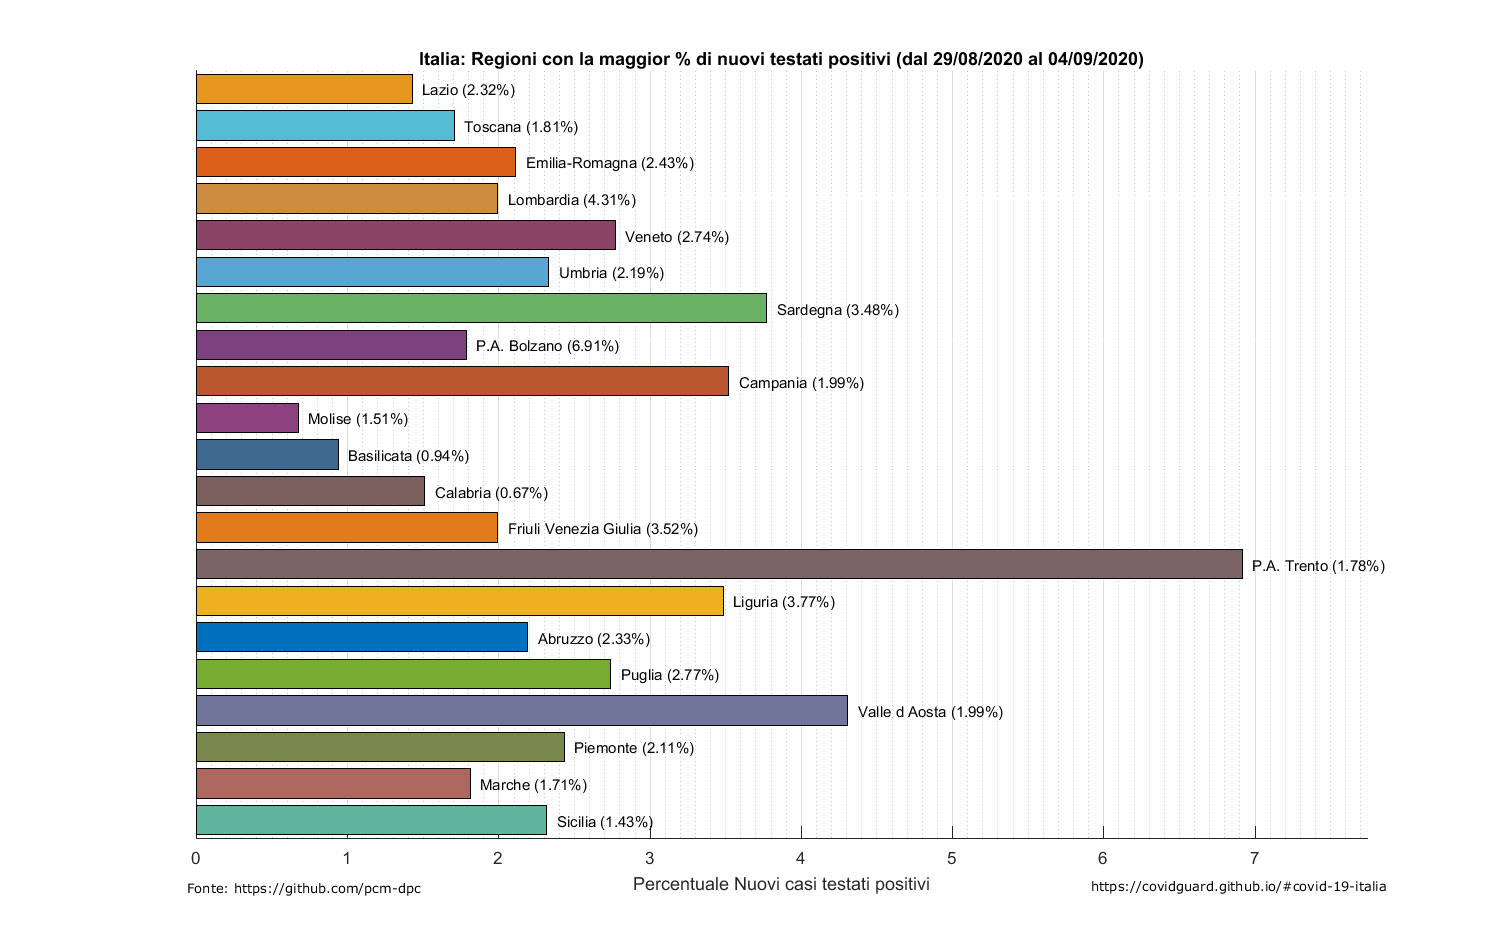 Italia: Regioni con la maggior % di nuovi testati positivi (dal 29/08/2020 al 04/09/2020)
Lazio (2.32%)
Toscana (1.81%)
Emilia-Romagna (2.43%)
Lombardia (4.31%)
Veneto (2.74%)
Umbria (2.19%)
Sardegna (3.48%)
P.A. Bolzano (6.91%)
Campania (1.99%)
Molise (1.51%)
Basilicata (0.94%)
Calabria (0.67%)
Friuli Venezia Giulia (3.52%)
P.A. Trento (1.78%)
Liguria (3.77%)
Abruzzo (2.33%)
Puglia (2.77%)
Valle d Aosta (1.99%)
Piemonte (2.11%)
Marche (1.71%)
Sicilia (1.43%)
0 1 2 3 4 5 6 7
Percentuale Nuovi casi testati positivi
Fonte: https://github.com/pcm-dpc
https://covidguard.github.io/#covid-19-italia